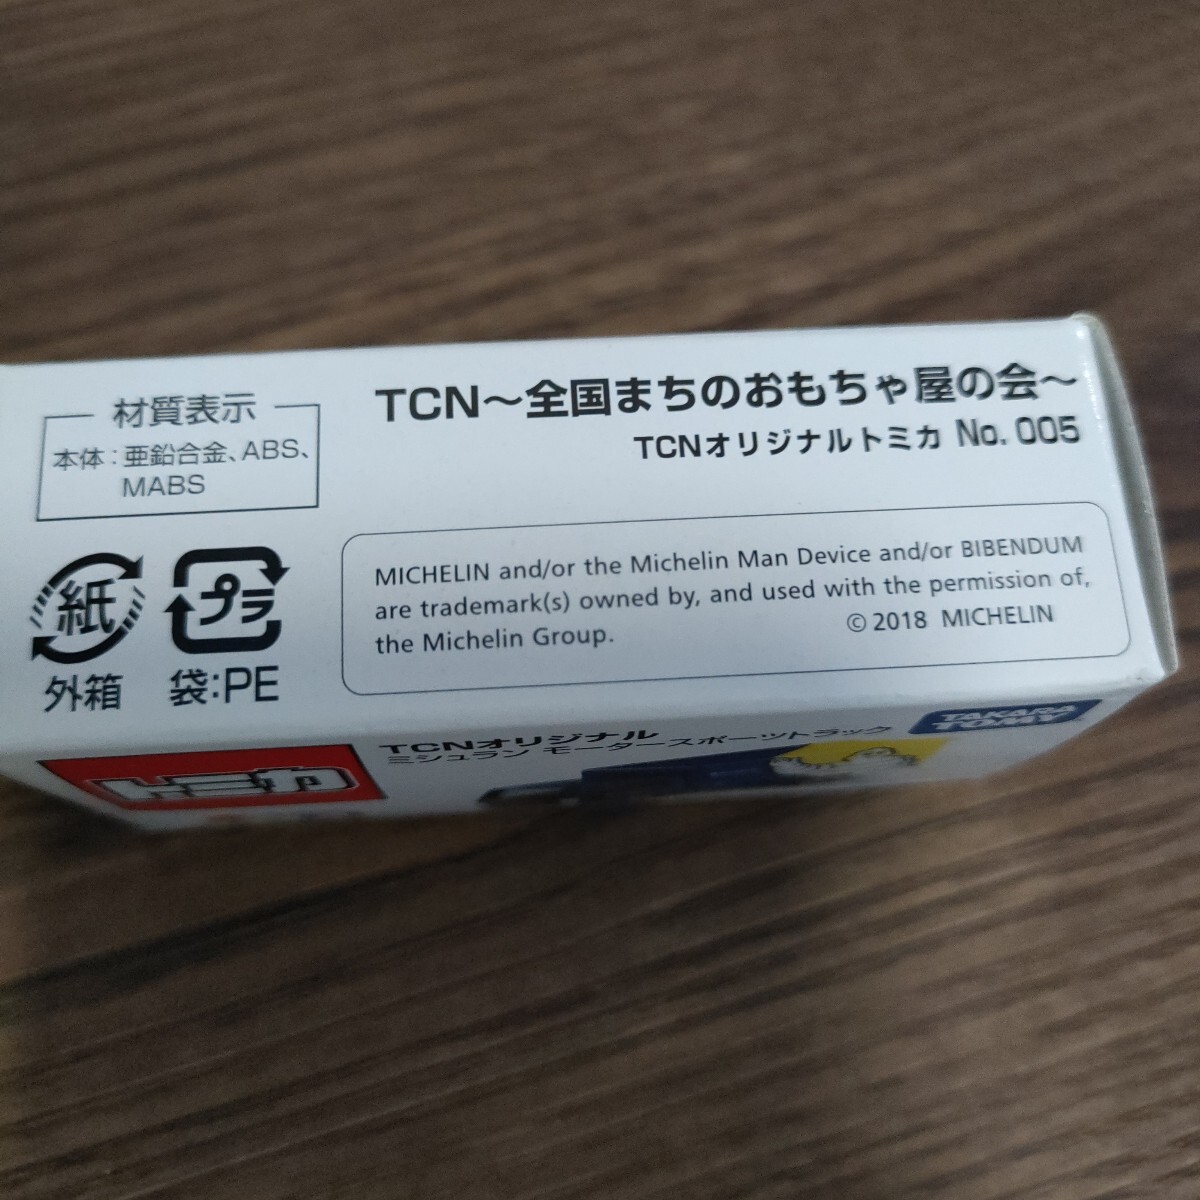 材質表示
本体:亜鉛合金、ABS、
MABS
TCN～全国まちのおもちゃ屋の会～
TCNオリジナルトミカ No. 005
紙
外箱
プラ
袋:PE
MICHELIN and/or the Michelin Man Device and/or BIBENDUM
are trademark(s) owned by, and used with the permission of,
the Michelin Group.
© 2018 MICHELIN
トミカ
TCNオリジナル
ミシュラン モータースポーツトラック
TAKARA
TOMY